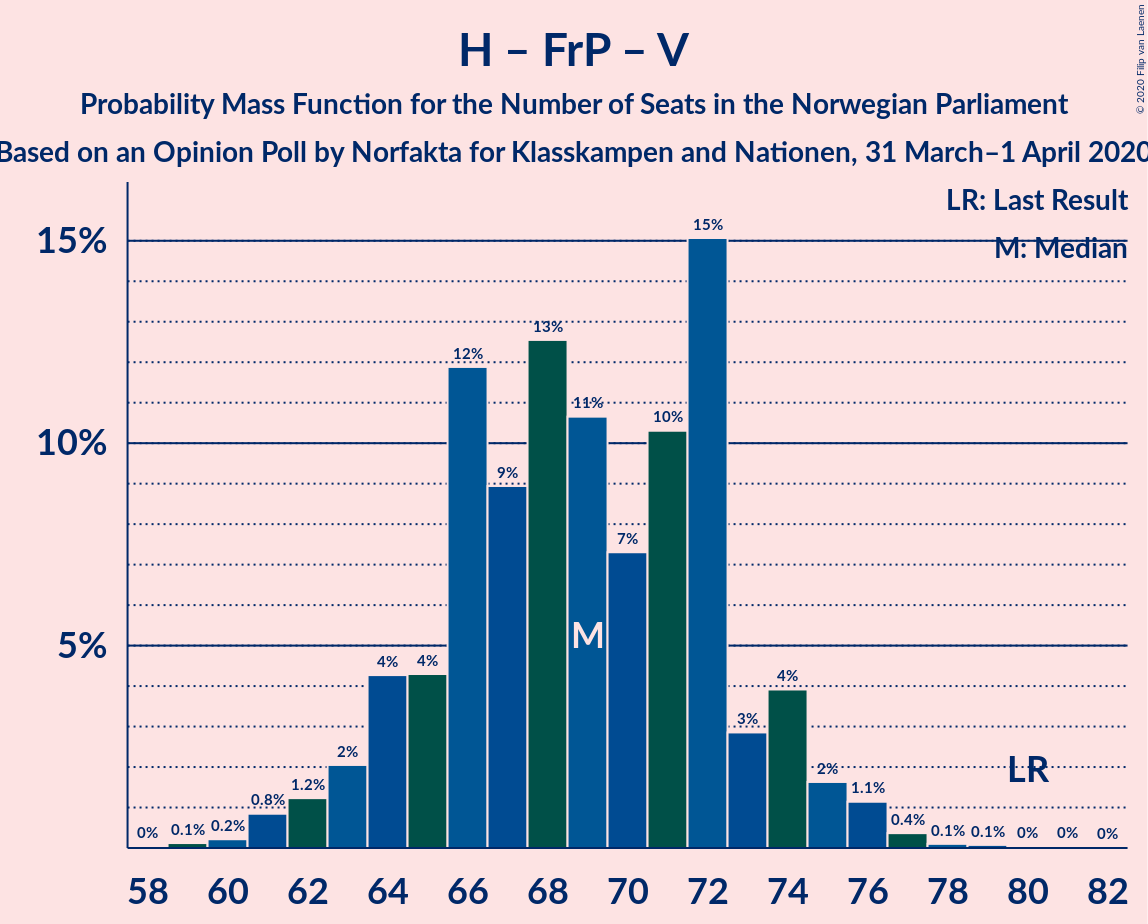 © 2020 Filip van Laenen
H – FrP – V
Probability Mass Function for the Number of Seats in the Norwegian Parliament
Based on an Opinion Poll by Norfakta for Klasskampen and Nationen, 31 March–1 April 2020
LR: Last Result
M: Median
15%
10%
5%
0% 0.1% 0.2% 0.8% 1.2% 2% 4% 4% 12% 9% 13% 11% 7% 10% 15% 3% 4% 2% 1.1% 0.4% 0.1% 0.1% 0% 0% 0%
M
LR
58 60 62 64 66 68 70 72 74 76 78 80 82